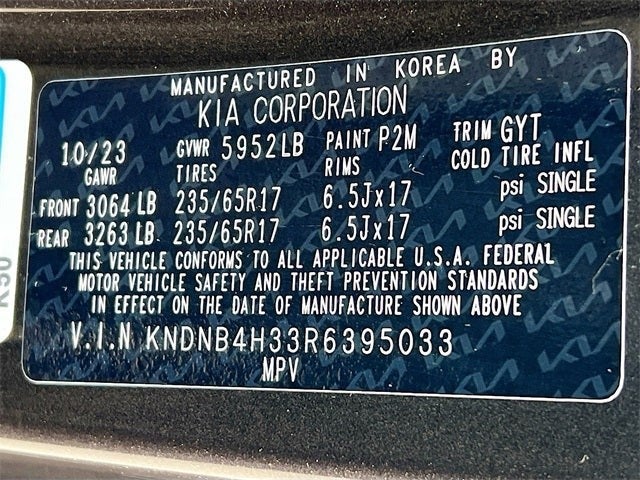 MANUFACTURED IN KOREA BY
KIA CORPORATION
10/23 GVWR 5952LB PAINT P2M TRIM GYT
GAWR TIRES RIMS COLD TIRE INFL
FRONT 3064 LB 235/65R17 6.5Jx17 psi SINGLE
REAR 3263 LB 235/65R17 6.5Jx17 psi SINGLE
THIS VEHICLE CONFORMS TO ALL APPLICABLE U.S.A. FEDERAL
MOTOR VEHICLE SAFETY AND THEFT PREVENTION STANDARDS
IN EFFECT ON THE DATE OF MANUFACTURE SHOWN ABOVE
V.I.N KNDNB4H33R6395033
MPV